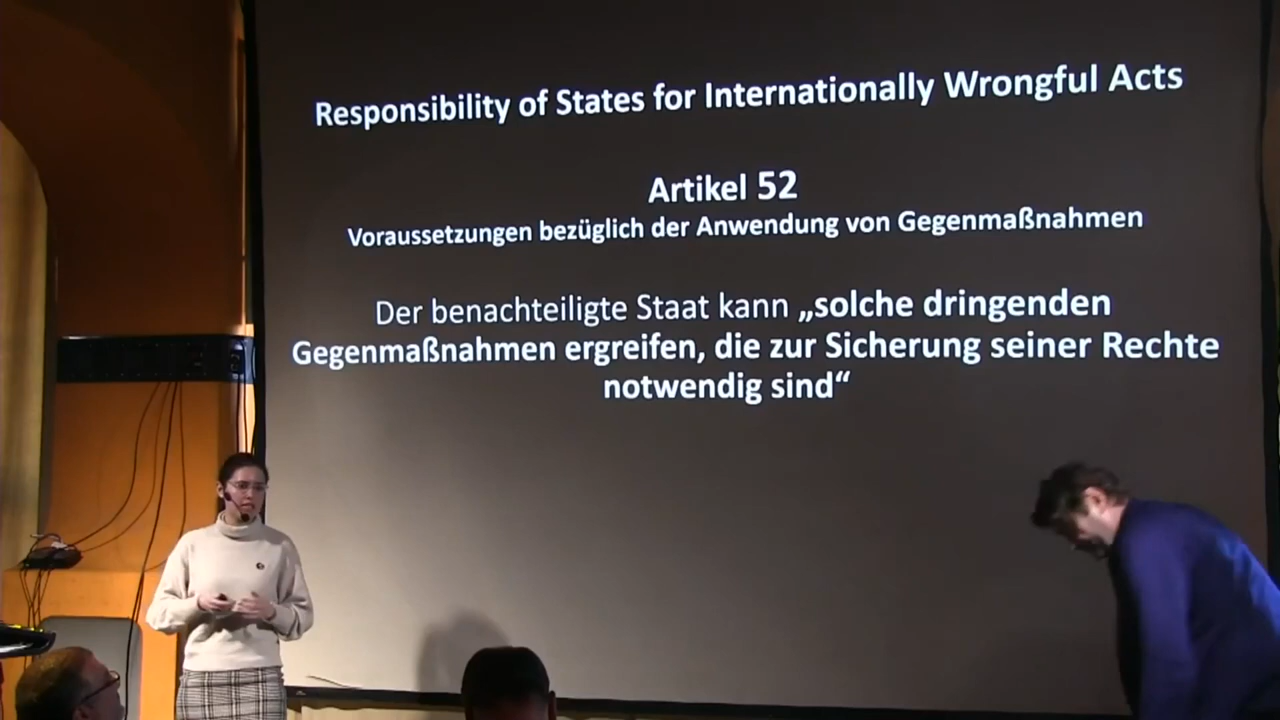 Responsibility of States for Internationally Wrongful Acts
Artikel 52
Voraussetzungen bezüglich der Anwendung von Gegenmaßnahmen
Der benachteiligte Staat kann „solche dringenden
Gegenmaßnahmen ergreifen, die zur Sicherung seiner Rechte
notwendig sind“